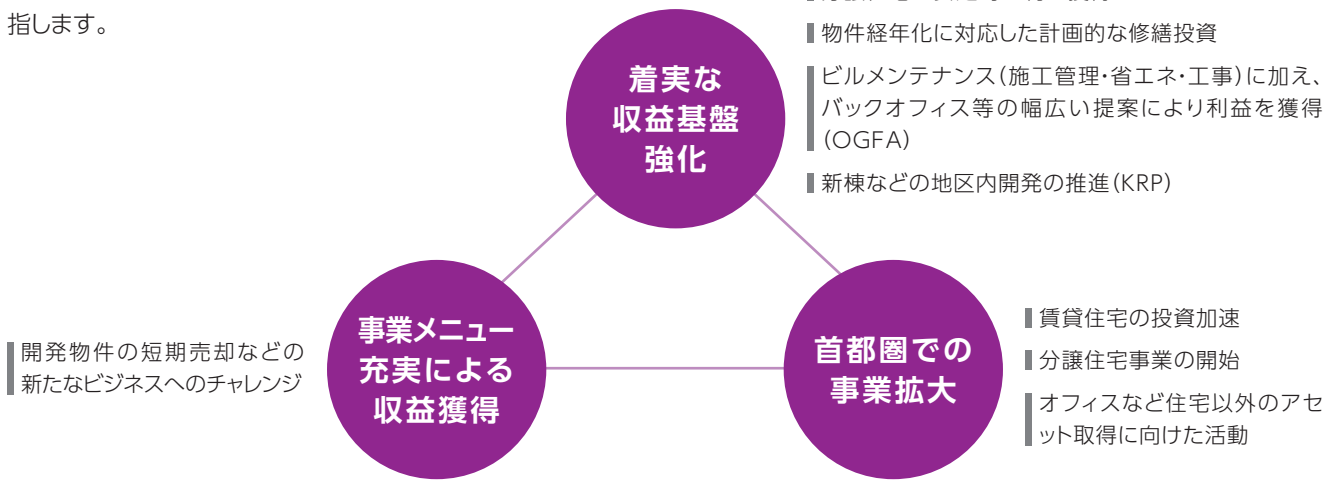 指します。
物件経年化に対応した計画的な修繕投資
ビルメンテナンス(施工管理・省エネ・工事)に加え、
バックオフィス等の幅広い提案により利益を獲得
(OGFA)
新棟などの地区内開発の推進(KRP)
着実な
収益基盤
強化
事業メニュー
充実による
収益獲得
開発物件の短期売却などの
新たなビジネスへのチャレンジ
首都圏での
事業拡大
賃貸住宅の投資加速
分譲住宅事業の開始
オフィスなど住宅以外のアセ
ット取得に向けた活動